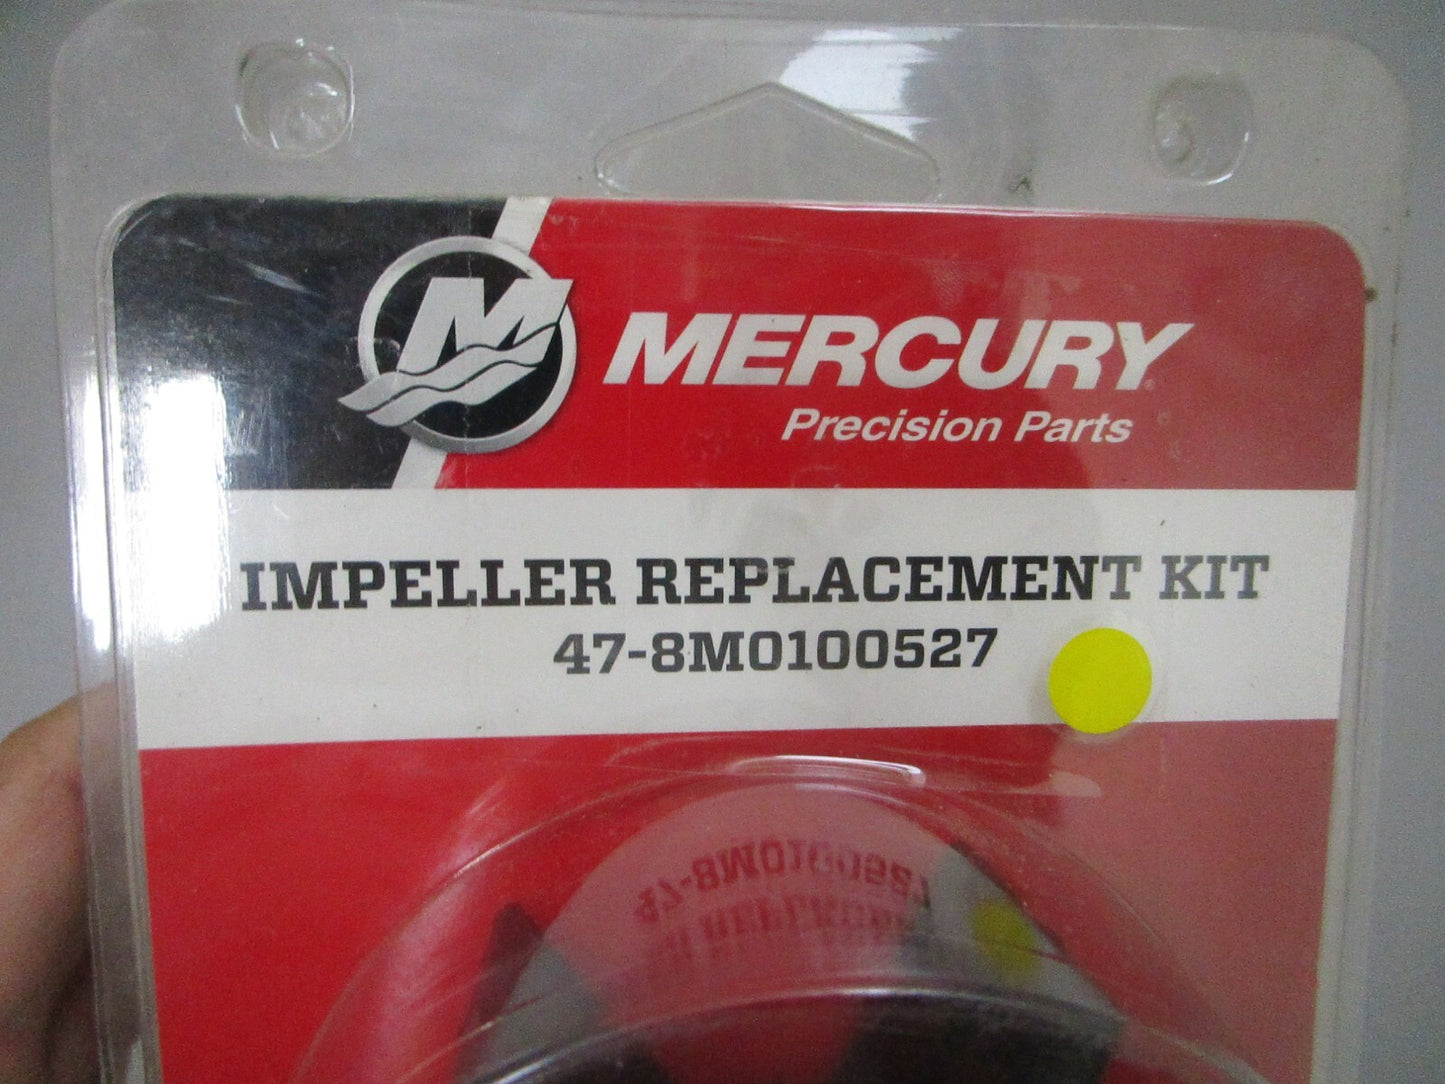 M
MERCURY
Precision Parts
IMPELLER REPLACEMENT KIT
47-8M0100527